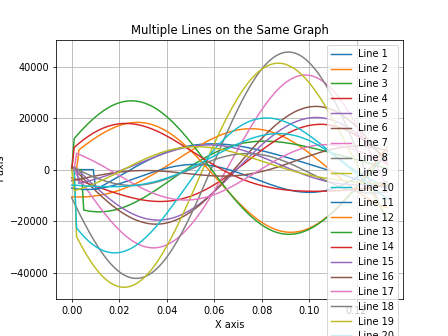 Multiple Lines on the Same Graph
40000
20000
0
−20000
−40000
0.00
0.02
0.04
0.06
0.08
0.10
X axis
Line 1
Line 2
Line 3
Line 4
Line 5
Line 6
Line 8
Line 9
Line 10
Line 11
Line 12
Line 13
Line 14
Line 15
Line 16
Line 17
Line 18
Line 19
Line 20